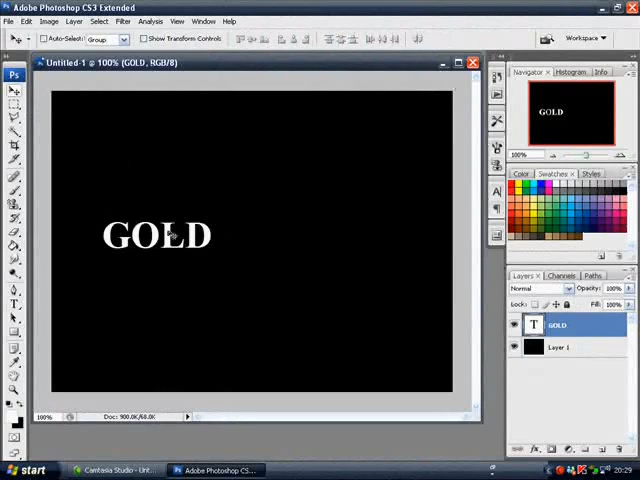 Adobe Photoshop CS3 Extended
File Edit Image Layer Select Filter Analysis View Window Help
Auto-Select: Group Show Transform Controls Workspace
Untitled-1 @ 100% (GOLD, RGB/8)
Navigator Histogram Info
GOLD
100%
Color Swatches Styles
GOLD
Layers Channels Paths
Normal Opacity: 100%
Lock: Fill: 100%
T GOLD
Layer 1
100% Doc: 900.0K/68.0K
start Camtasia Studio - Unt... Adobe Photoshop CS... 20:29